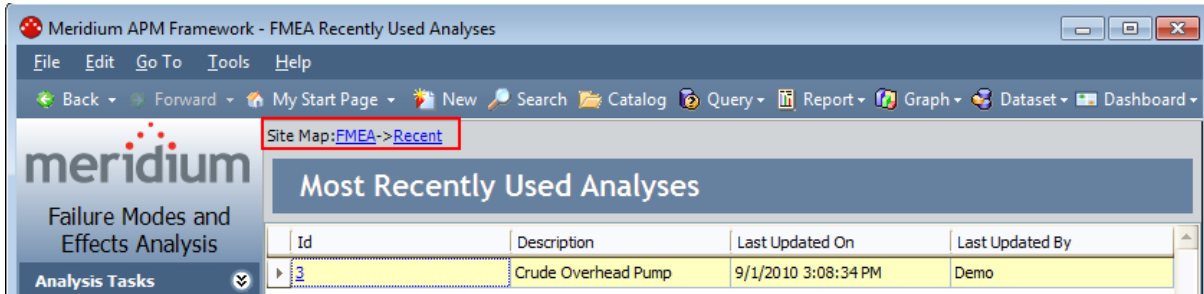 Meridium APM Framework - FMEA Recently Used Analyses
File Edit Go To Tools Help
Back Forward My Start Page New Search Catalog Query Report Graph Dataset Dashboard
Site Map:FMEA->Recent
meridium
Most Recently Used Analyses
Failure Modes and
Effects Analysis
Id Description Last Updated On Last Updated By
Analysis Tasks
3 Crude Overhead Pump 9/1/2010 3:08:34 PM Demo